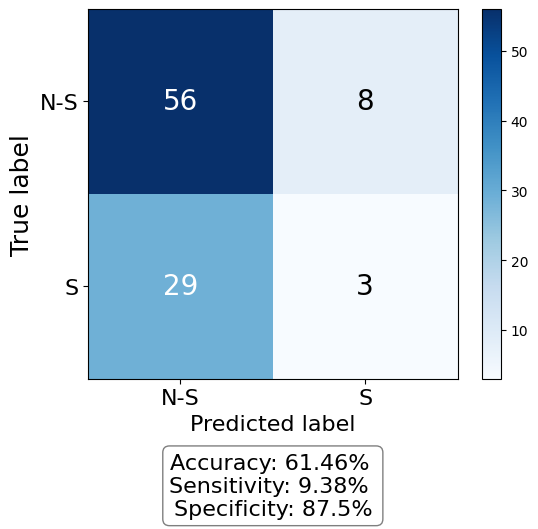 56
8
29
3
N-S
S
True label
N-S
S
Predicted label
50
40
30
20
10
Accuracy: 61.46%
Sensitivity: 9.38%
Specificity: 87.5%